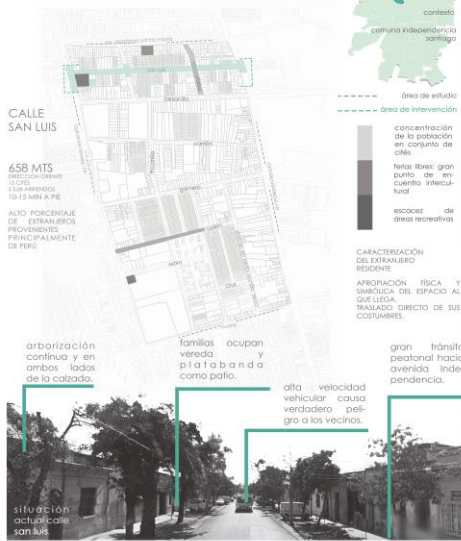 contexto
comuna independencia
santiago
área de estudio
área de intervención
CALLE
SAN LUIS
658 MTS
10-15 MIN A PIE
ALTO PORCENTAJE
DE EXTRANJEROS
PROVENIENTES
PRINCIPALMENTE
DE PERÚ
concentración
de la población
en conjunto de
cités
ferias libres: gran
punto de en-
cuentro intercul-
tural
escacez de
áreas recreativas
CARACTERIZACIÓN
DEL EXTRANJERO
RESIDENTE
APROPIACIÓN FÍSICA Y
SIMBÓLICA DEL ESPACIO AL
QUE LLEGA.
TRASLADO DIRECTO DE SUS
COSTUMBRES.
arborización
contínua y en
ambos lados
de la calzada.
familias ocupan
vereda y
platabanda
como patio.
alta velocidad
vehicular causa
verdadero peli-
gro a los vecinos.
gran tránsito
peatonal hacia
avenida Inde-
pendencia.
situación
actual calle
san luis.